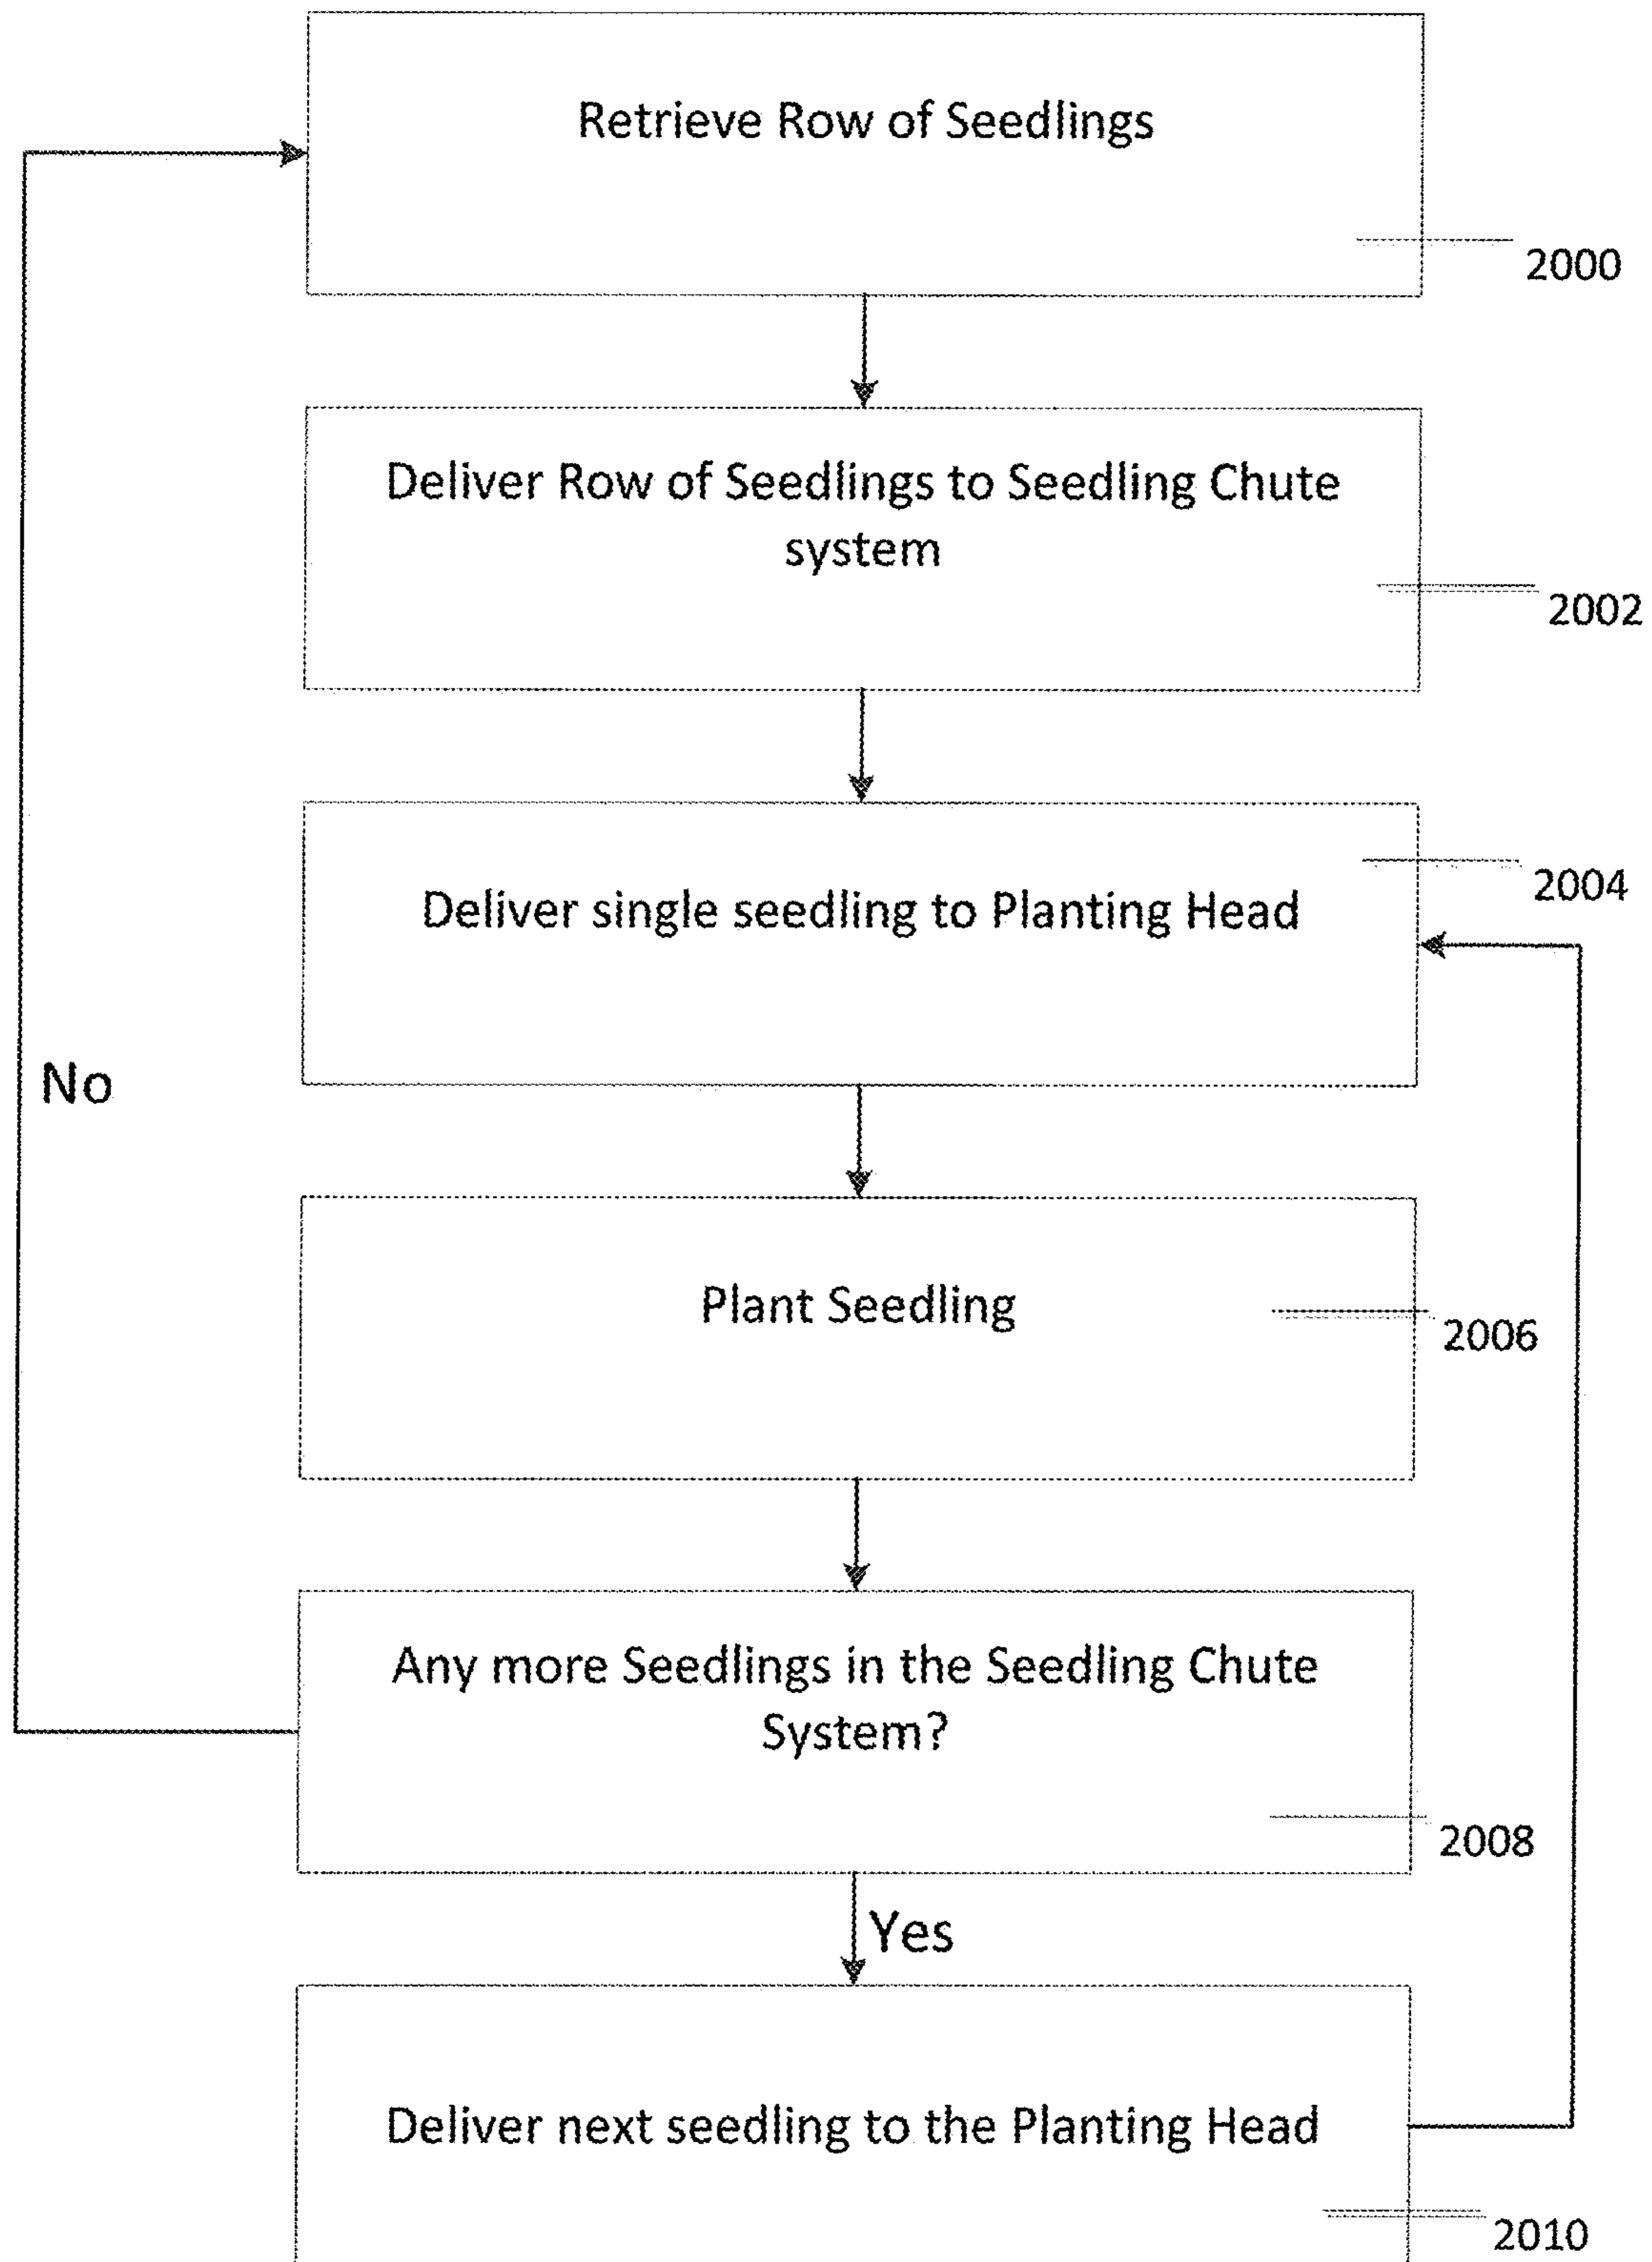 Retrieve Row of Seedlings
2000
Deliver Row of Seedlings to Seedling Chute
system
2002
2004
Deliver single seedling to Planting Head
No
Plant Seedling
2006
Any more Seedlings in the Seedling Chute
System?
2008
Yes
Deliver next seedling to the Planting Head
2010